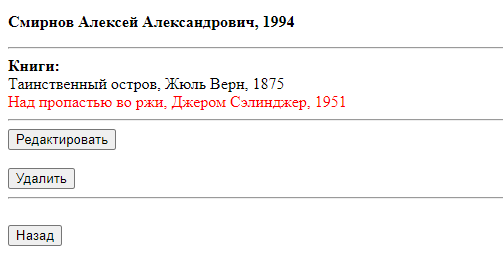 Смирнов Алексей Александрович, 1994
Книги:
Таинственный остров, Жюль Верн, 1875
Над пропастью во ржи, Джером Сэлинджер, 1951
Редактировать
Удалить
Назад